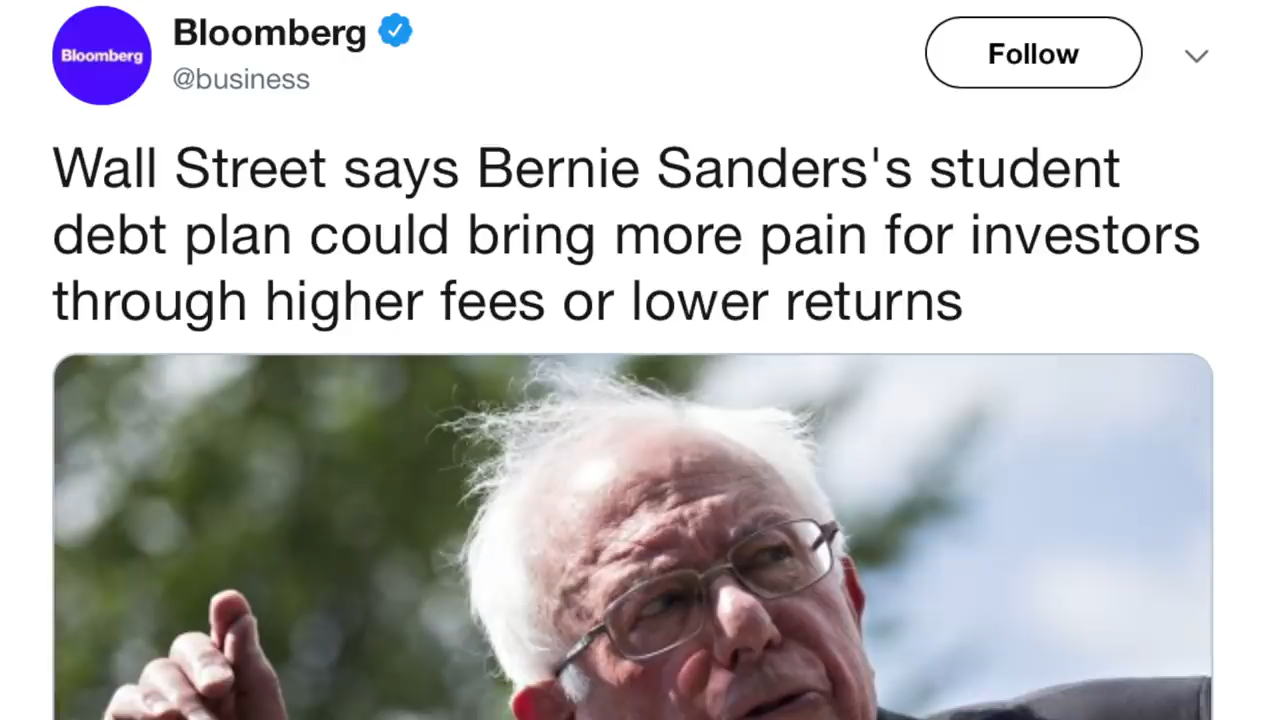 Bloomberg
Bloomberg
@business
Follow
Wall Street says Bernie Sanders's student
debt plan could bring more pain for investors
through higher fees or lower returns